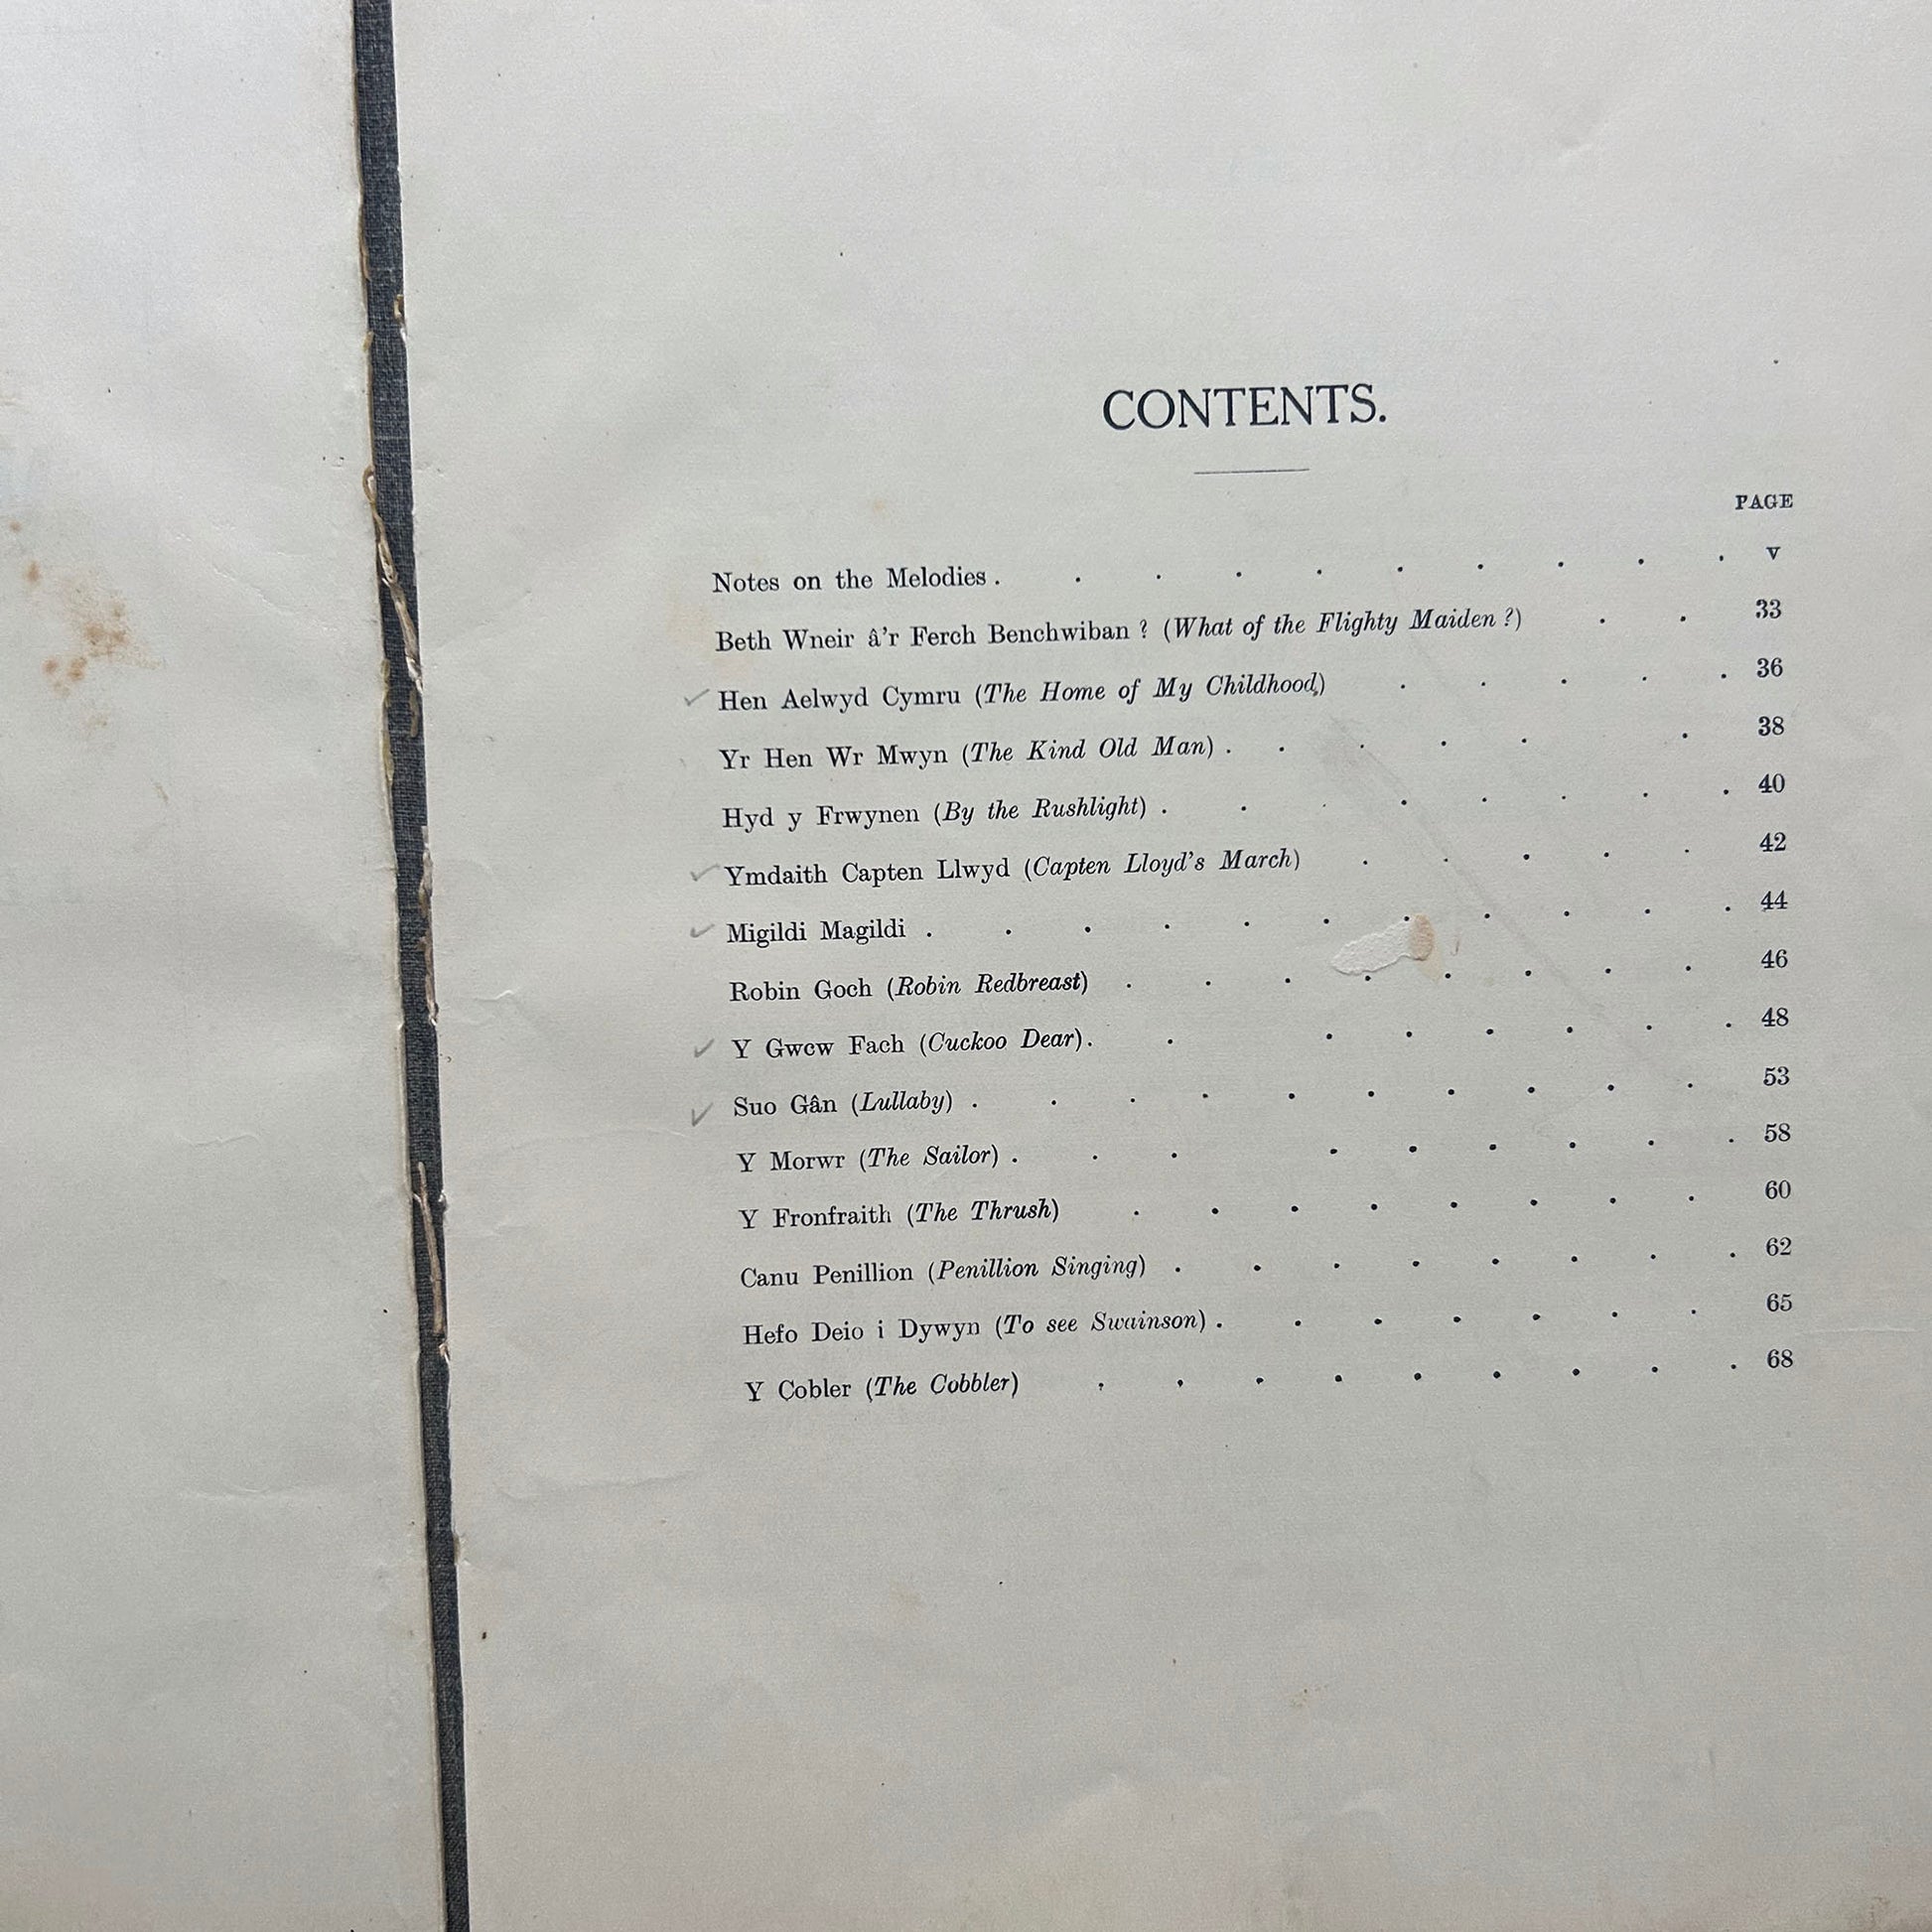 CONTENTS.
PAGE
Notes on the Melodies . . . . . . . . . . v
Beth Wneir â'r Ferch Benchwiban ? (What of the Flighty Maiden ?) . . 33
Hen Aelwyd Cymru (The Home of My Childhood) . . . . . 36
Yr Hen Wr Mwyn (The Kind Old Man) . . . . . . 38
Hyd y Frwynen (By the Rushlight) . . . . . . . . 40
Ymdaith Capten Llwyd (Capten Lloyd's March) . . . . . 42
Migildi Magildi . . . . . . . . . . . 44
Robin Goch (Robin Redbreast) . . . . . . . . 46
Y Gwcw Fach (Cuckoo Dear) . . . . . . . . 48
Suo Gân (Lullaby) . . . . . . . . . . 53
Y Morwr (The Sailor) . . . . . . . . . 58
Y Fronfraith (The Thrush) . . . . . . . . 60
Canu Penillion (Penillion Singing) . . . . . . . . 62
Hefo Deio i Dywyn (To see Swainson) . . . . . . . 65
Y Cobler (The Cobbler) . . . . . . . . . 68